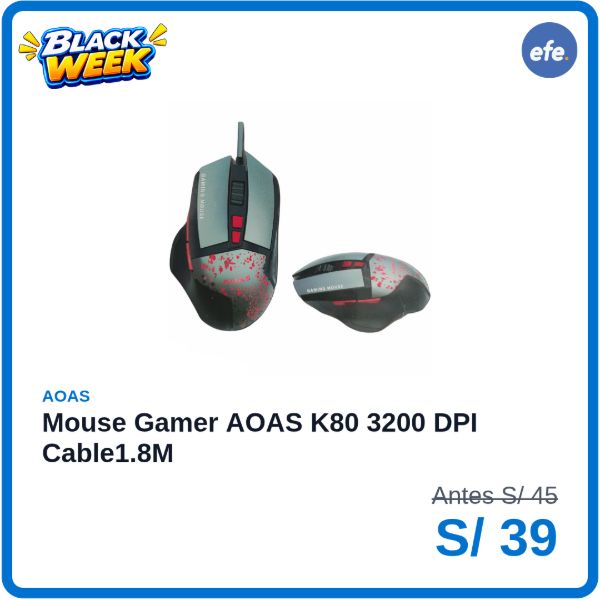 BLACK
WEEK
efe.
GAMING MOUSE
AOAS
GAMING MOUSE
AOAS
Mouse Gamer AOAS K80 3200 DPI
Cable1.8M
Antes S/ 45
S/ 39